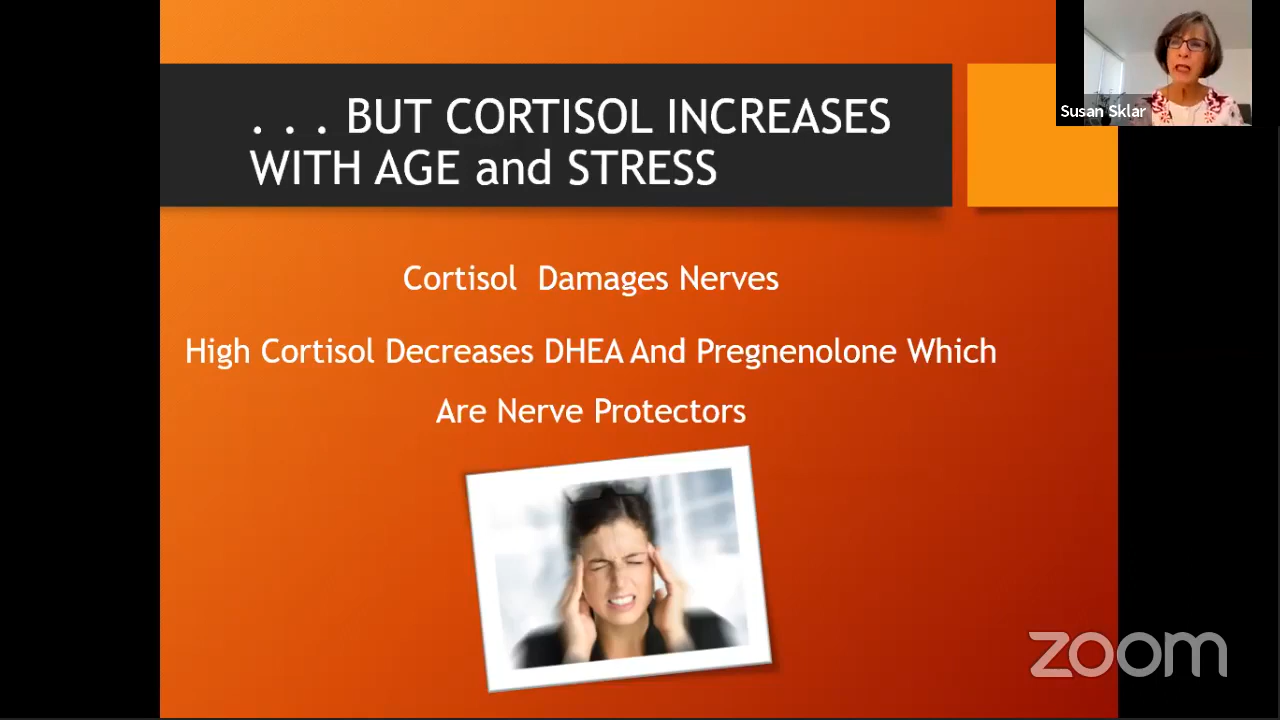 . . . BUT CORTISOL INCREASES
WITH AGE and STRESS
Susan Sklar
Cortisol Damages Nerves
High Cortisol Decreases DHEA And Pregnenolone Which
Are Nerve Protectors
zoom